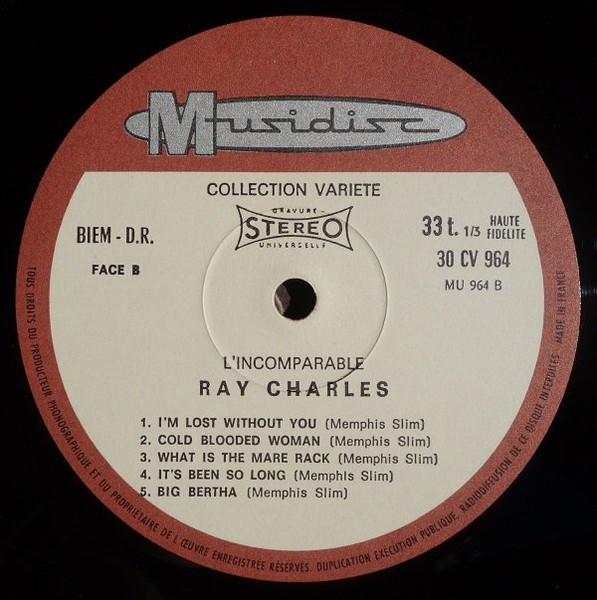 Musidisc
COLLECTION VARIETE
GRAVURE
STEREO
UNIVERSELLE
BIEM - D.R.
FACE B
33 t. 1/3 HAUTE FIDELITE
30 CV 964
MU 964 B
L'INCOMPARABLE
RAY CHARLES
1. I'M LOST WITHOUT YOU (Memphis Slim)
2. COLD BLOODED WOMAN (Memphis Slim)
3. WHAT IS THE MARE RACK (Memphis Slim)
4. IT'S BEEN SO LONG (Memphis Slim)
5. BIG BERTHA (Memphis Slim)
TOUS DROITS DU PRODUCTEUR PHONOGRAPHIQUE ET DU PROPRIETAIRE DE L'ŒUVRE ENREGISTRÉE RÉSERVÉS. DUPLICATION EXÉCUTION PUBLIQUE, RADIODIFFUSION DE CE DISQUE INTERDITES. MADE IN FRANCE